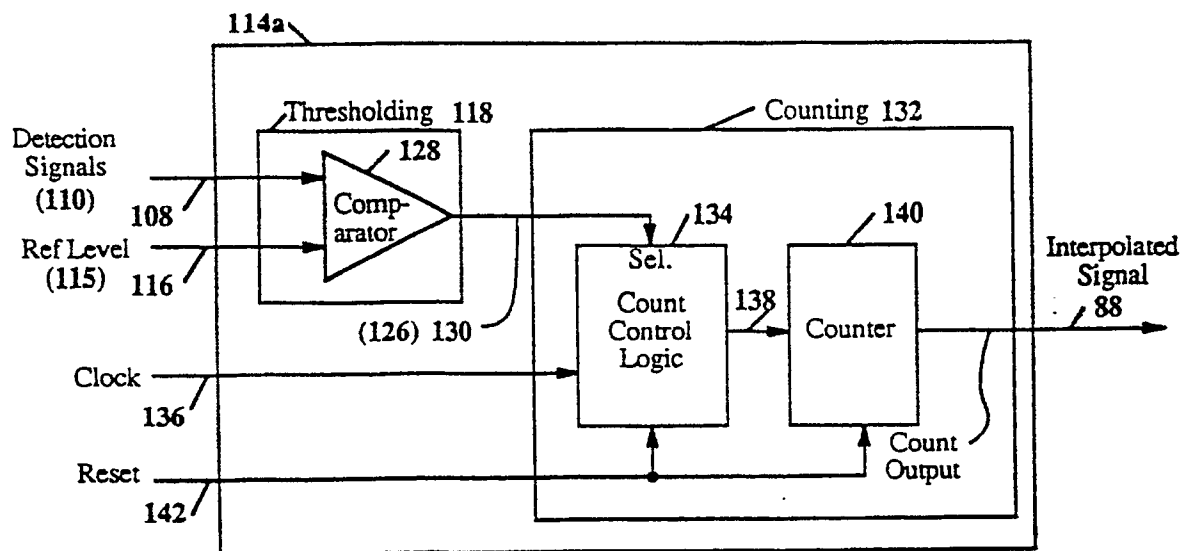 114a
Thresholding 118
Counting 132
Detection
Signals
(110)
108
128
Comp-
arator
Ref Level
(115)
116
134
140
Sel.
Count
Control
Logic
138
Counter
Interpolated
Signal
88
(126) 130
Clock
136
Count
Output
Reset
142